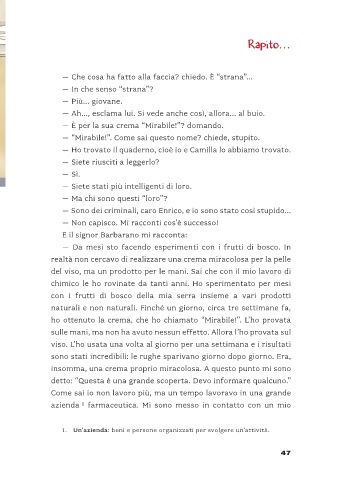 Rapito...
— Che cosa ha fatto alla faccia? chiedo. È “strana”...
— In che senso “strana”?
— Più... giovane.
— Ah..., esclama lui. Si vede anche così, allora... al buio.
— È per la sua crema “Mirabile!”? domando.
— “Mirabile!”. Come sai questo nome? chiede, stupito.
— Ho trovato il quaderno, cioè io e Camilla lo abbiamo trovato.
— Siete riusciti a leggerlo?
— Sì.
— Siete stati più intelligenti di loro.
— Ma chi sono questi “loro”?
— Sono dei criminali, caro Enrico, e io sono stato così stupido...
— Non capisco. Mi racconti cos’è successo!
E il signor Barbarano mi racconta:
— Da mesi sto facendo esperimenti con i frutti di bosco. In
realtà non cercavo di realizzare una crema miracolosa per la pelle
del viso, ma un prodotto per le mani. Sai che con il mio lavoro di
chimico le ho rovinate da tanti anni. Ho sperimentato per mesi
con i frutti di bosco della mia serra insieme a vari prodotti
naturali e non naturali. Finché un giorno, circa tre settimane fa,
ho ottenuto la crema, che ho chiamato “Mirabile!”. L’ho provata
sulle mani, ma non ha avuto nessun effetto. Allora l’ho provata sul
viso. L’ho usata una volta al giorno per una settimana e i risultati
sono stati incredibili: le rughe sparivano giorno dopo giorno. Era,
insomma, una crema proprio miracolosa. A questo punto mi sono
detto: “Questa è una grande scoperta. Devo informare qualcuno.”
Come sai io non lavoro più, ma un tempo lavoravo in una grande
azienda 1 farmaceutica. Mi sono messo in contatto con un mio
1. Un’azienda: beni e persone organizzati per svolgere un’attività.
47